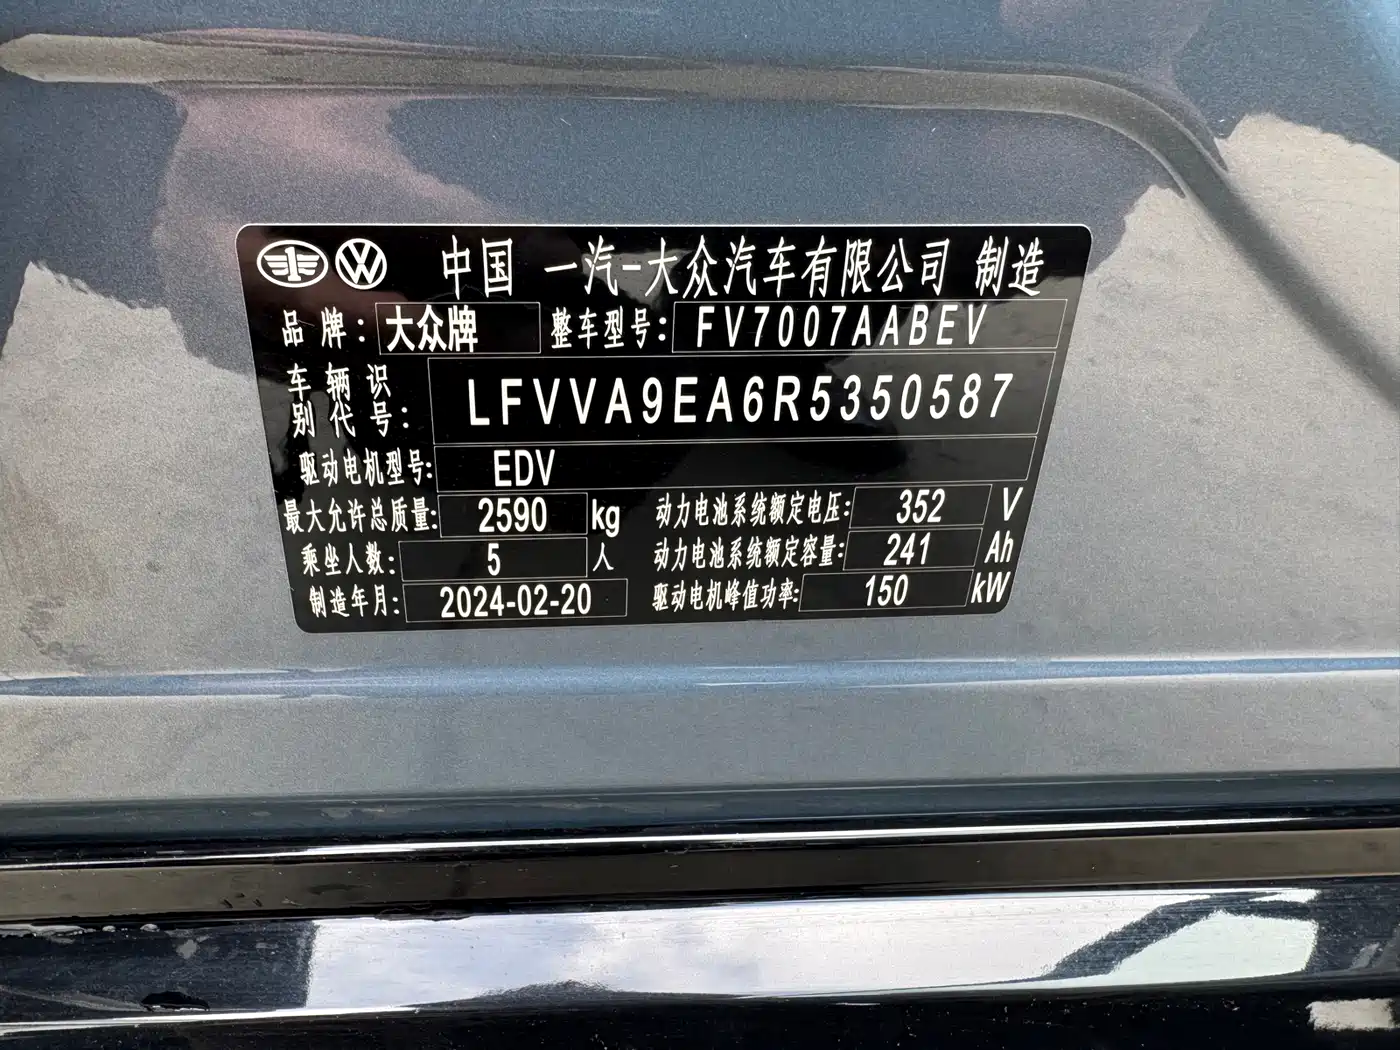 中国 一汽-大众汽车有限公司 制造
品牌: 大众牌 整车型号: FV7007AABEV
车辆识别代号: LFVVA9EA6R5350587
驱动电机型号: EDV
最大允许总质量: 2590 kg 动力电池系统额定电压: 352 V
乘坐人数: 5 人 动力电池系统额定容量: 241 Ah
制造年月: 2024-02-20 驱动电机峰值功率: 150 kW